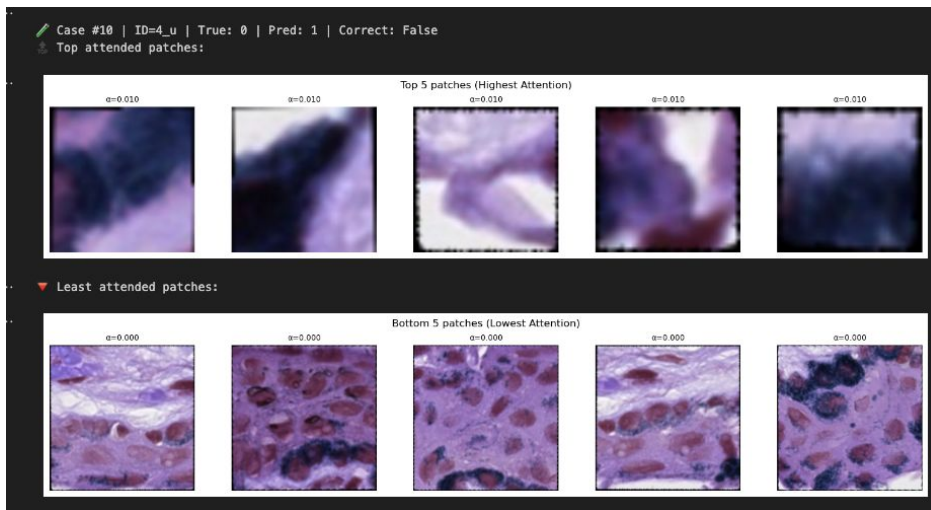 Case #10 | ID=4_u | True: 0 | Pred: 1 | Correct: False
Top attended patches:
Top 5 patches (Highest Attention)
α=0.010 α=0.010 α=0.010 α=0.010 α=0.010
Least attended patches:
Bottom 5 patches (Lowest Attention)
α=0.000 α=0.000 α=0.000 α=0.000 α=0.000